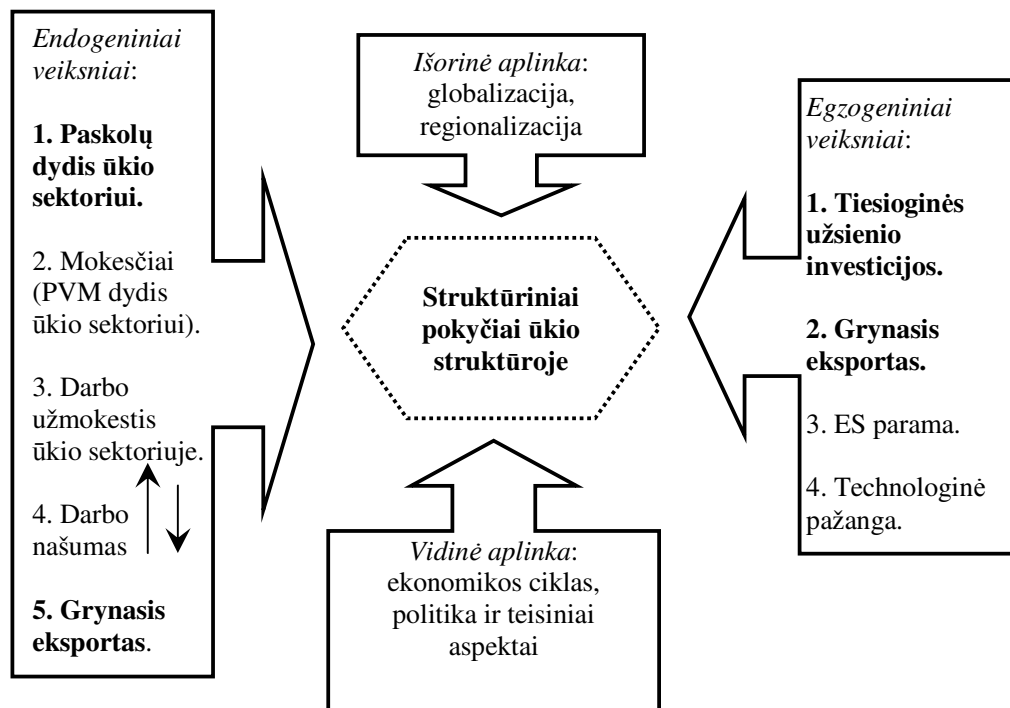 Endogeniniai
veiksniai:
1. Paskolų
dydis ūkio
sektoriui.
2. Mokesčiai
(PVM dydis
ūkio sektoriui).
3. Darbo
užmokestis
ūkio sektoriuje.
4. Darbo
našumas
5. Grynasis
eksportas.
Išorinė aplinka:
globalizacija,
regionalizacija
Struktūriniai
pokyčiai ūkio
struktūroje
Vidinė aplinka:
ekonomikos ciklas,
politika ir teisiniai
aspektai
Egzogeniniai
veiksniai:
1. Tiesioginės
užsienio
investicijos.
2. Grynasis
eksportas.
3. ES parama.
4. Technologinė
pažanga.